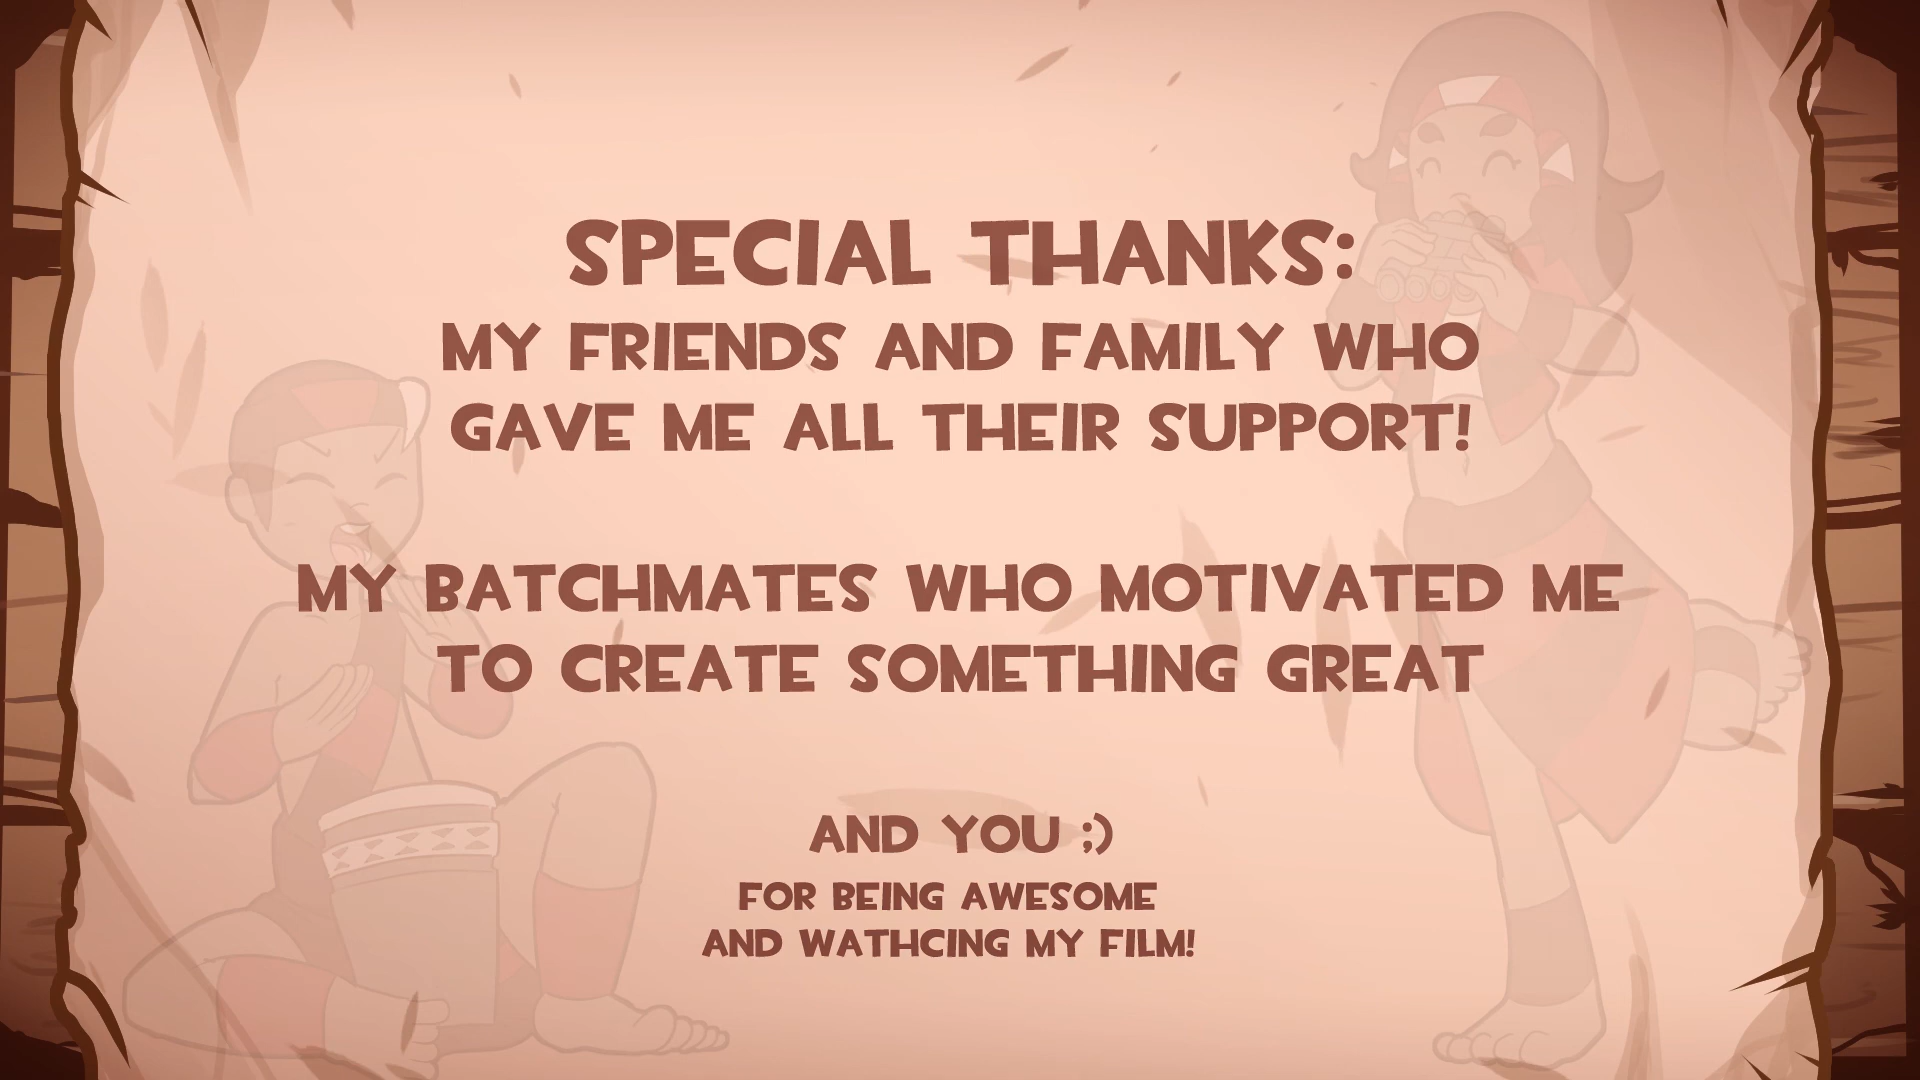 SPECIAL THANKS:
MY FRIENDS AND FAMILY WHO
GAVE ME ALL THEIR SUPPORT!
MY BATCHMATES WHO MOTIVATED ME
TO CREATE SOMETHING GREAT
AND YOU ;)
FOR BEING AWESOME
AND WATHCING MY FILM!